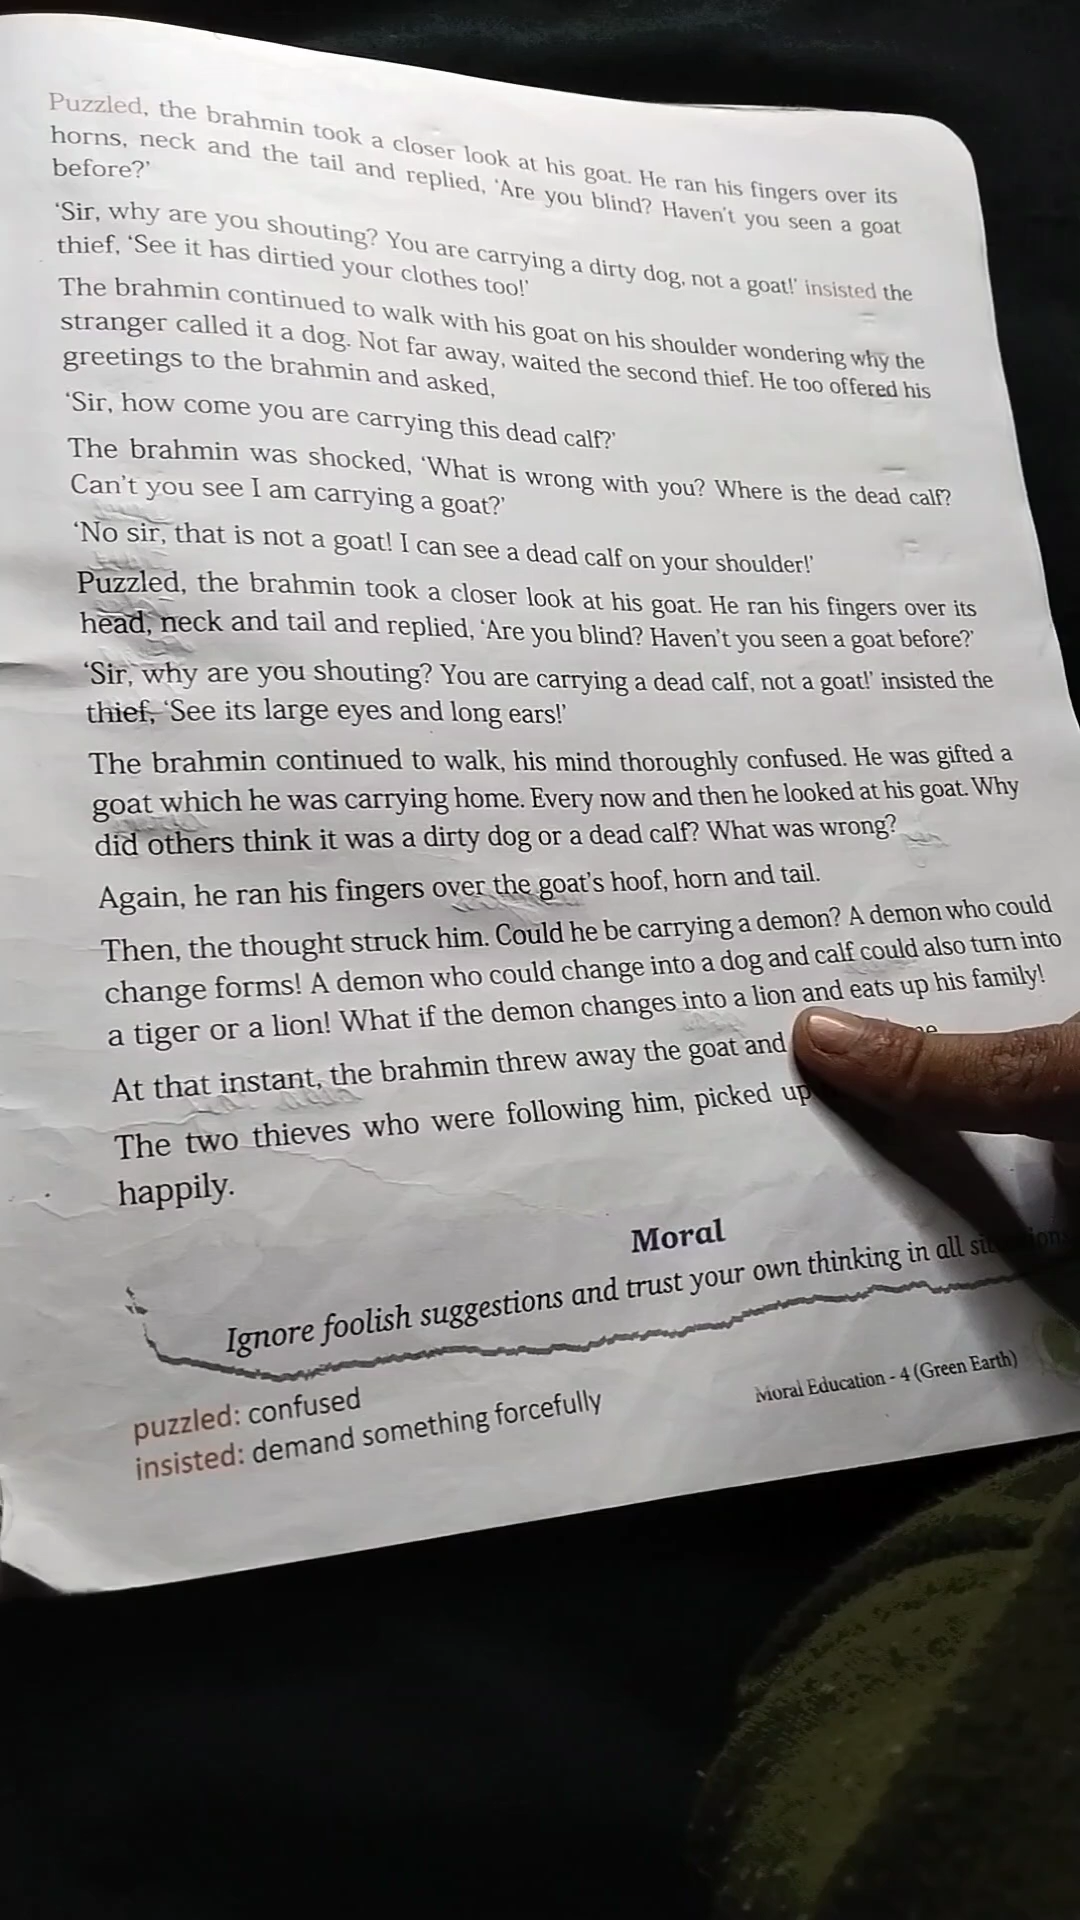 Puzzled, the brahmin took a closer look at his goat. He ran his fingers over its
horns, neck and the tail and replied, ‘Are you blind? Haven't you seen a goat
before?’
‘Sir, why are you shouting? You are carrying a dirty dog, not a goat!’ insisted the
thief, ‘See it has dirtied your clothes too!’
The brahmin continued to walk with his goat on his shoulder wondering why the
stranger called it a dog. Not far away, waited the second thief. He too offered his
greetings to the brahmin and asked,
‘Sir, how come you are carrying this dead calf?’
The brahmin was shocked, ‘What is wrong with you? Where is the dead calf?
Can't you see I am carrying a goat?’
‘No sir, that is not a goat! I can see a dead calf on your shoulder!’
Puzzled, the brahmin took a closer look at his goat. He ran his fingers over its
head, neck and tail and replied, ‘Are you blind? Haven't you seen a goat before?’
‘Sir, why are you shouting? You are carrying a dead calf, not a goat!’ insisted the
thief, ‘See its large eyes and long ears!’
The brahmin continued to walk, his mind thoroughly confused. He was gifted a
goat which he was carrying home. Every now and then he looked at his goat. Why
did others think it was a dirty dog or a dead calf? What was wrong?
Again, he ran his fingers over the goat's hoof, horn and tail.
Then, the thought struck him. Could he be carrying a demon? A demon who could
change forms! A demon who could change into a dog and calf could also turn into
a tiger or a lion! What if the demon changes into a lion and eats up his family!
At that instant, the brahmin threw away the goat and
The two thieves who were following him, picked up
happily.
Moral
Ignore foolish suggestions and trust your own thinking in all
puzzled: confused
insisted: demand something forcefully
Moral Education - 4 (Green Earth)